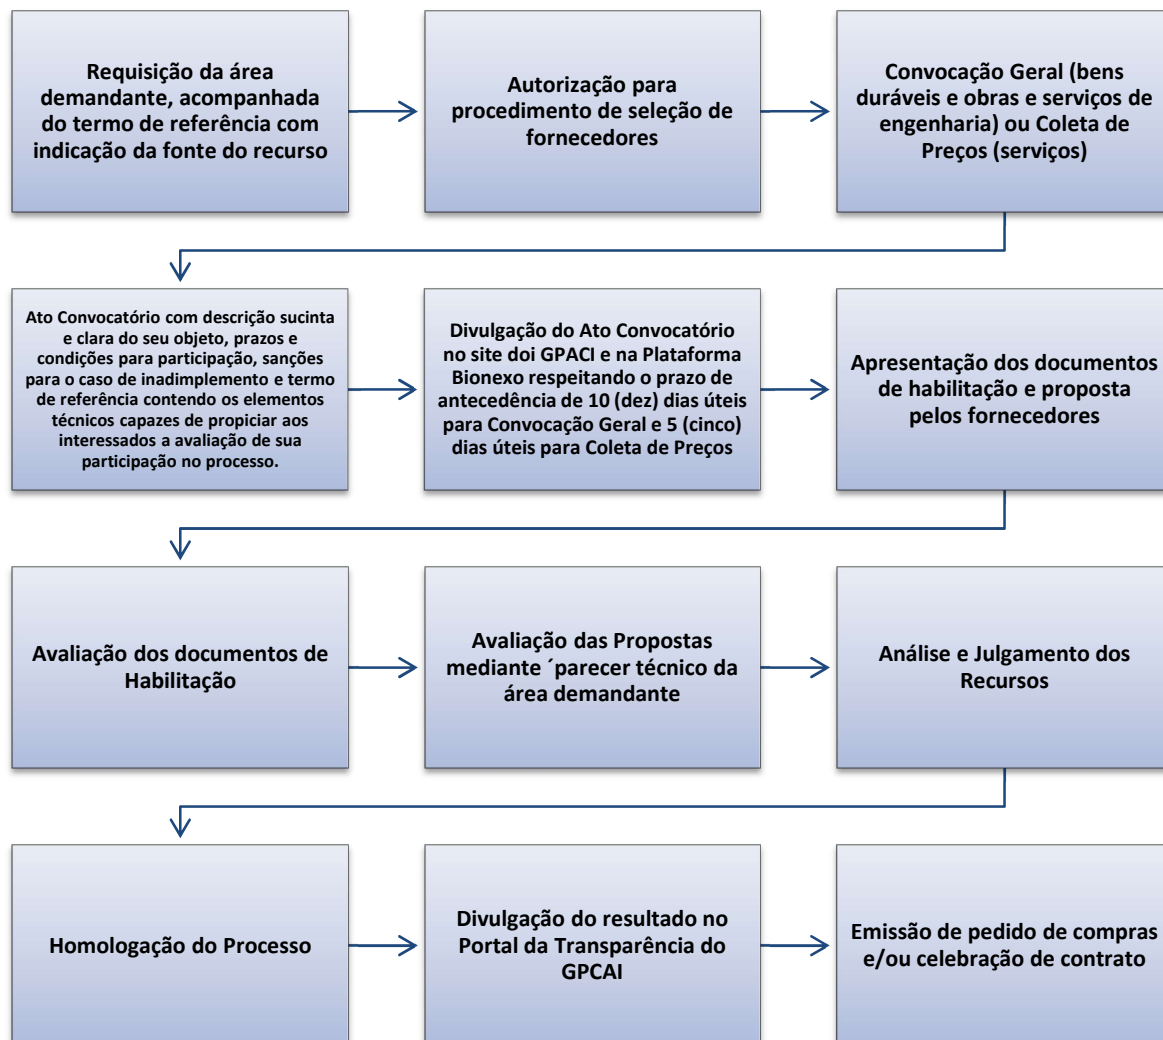 Requisição da área
demandante, acompanhada
do termo de referência com
indicação da fonte do recurso
Autorização para
procedimento de seleção de
fornecedores
Convocação Geral (bens
duráveis e obras e serviços de
engenharia) ou Coleta de
Preços (serviços)
Ato Convocatório com descrição sucinta
e clara do seu objeto, prazos e
condições para participação, sanções
para o caso de inadimplemento e termo
de referência contendo os elementos
técnicos capazes de propiciar aos
interessados a avaliação de sua
participação no processo.
Divulgação do Ato Convocatório
no site doi GPACI e na Plataforma
Bionexo respeitando o prazo de
antecedência de 10 (dez) dias úteis
para Convocação Geral e 5 (cinco)
dias úteis para Coleta de Preços
Apresentação dos documentos
de habilitação e proposta
pelos fornecedores
Avaliação dos documentos de
Habilitação
Avaliação das Propostas
mediante ´parecer técnico da
área demandante
Análise e Julgamento dos
Recursos
Homologação do Processo
Divulgação do resultado no
Portal da Transparência do
GPCAI
Emissão de pedido de compras
e/ou celebração de contrato